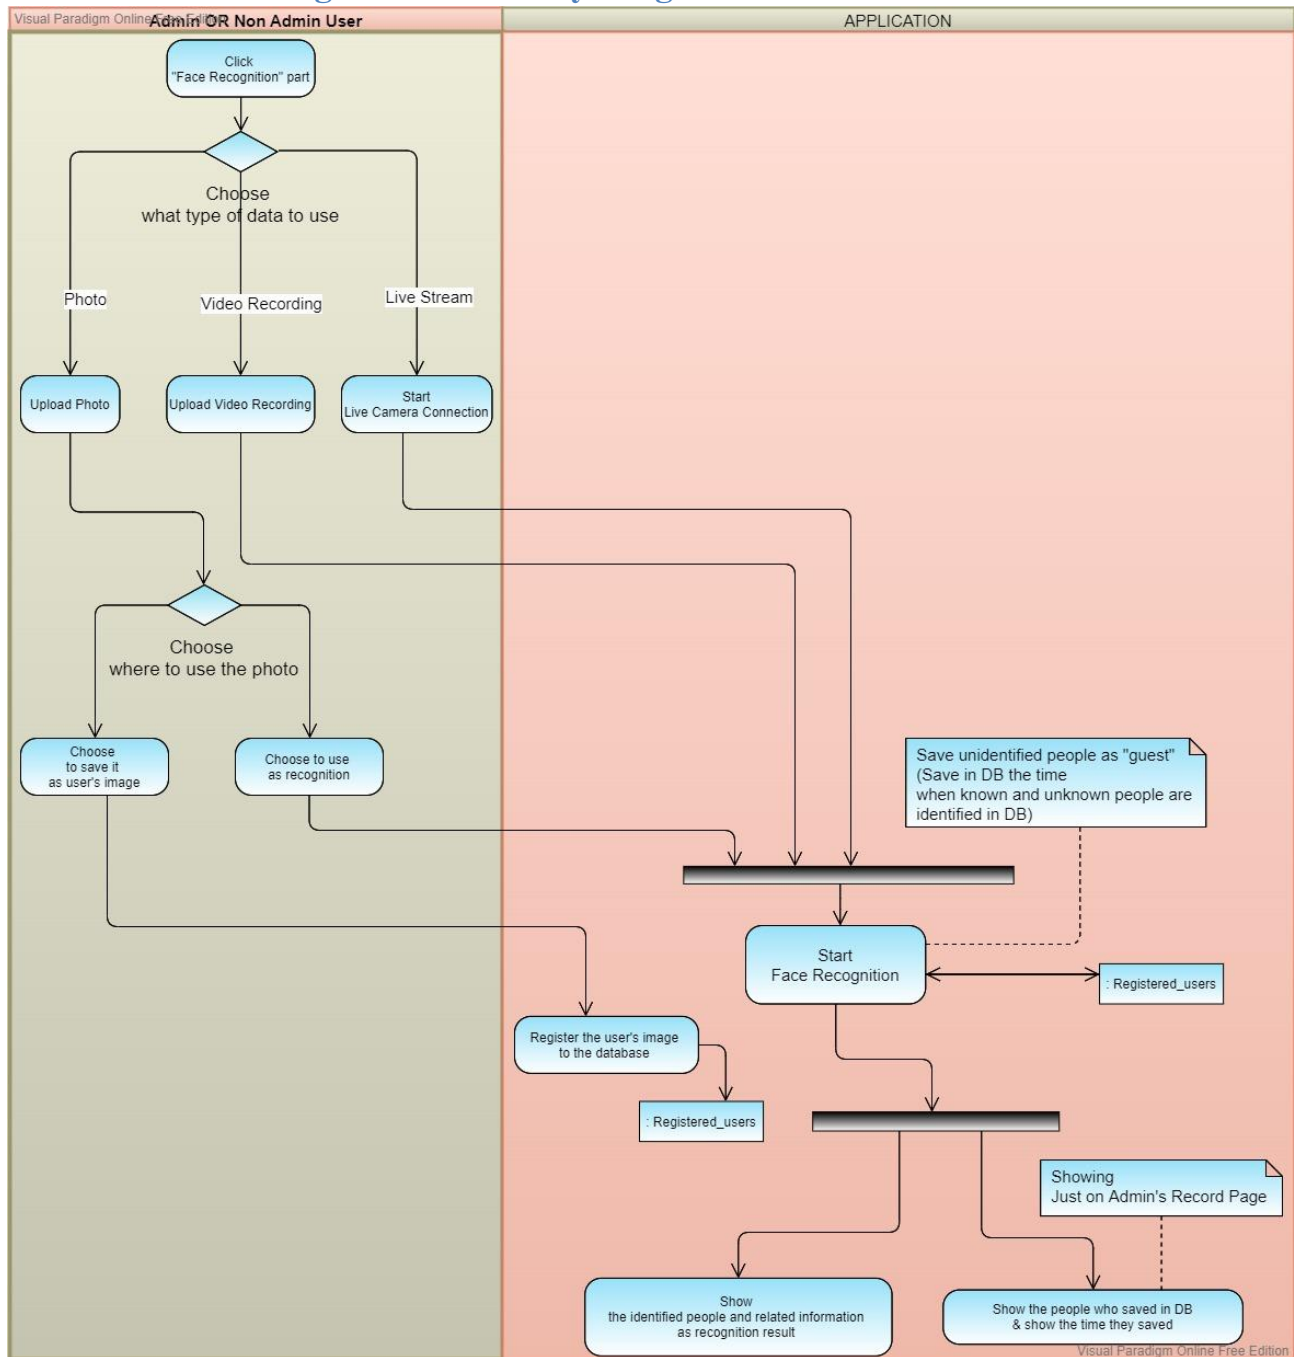 Visual Paradigm Online Free Edition
Admin OR Non Admin User
APPLICATION
Click
"Face Recognition" part
Choose
what type of data to use
Photo
Video Recording
Live Stream
Upload Photo
Upload Video Recording
Start
Live Camera Connection
Choose
where to use the photo
Choose
to save it
as user's image
Choose to use
as recognition
Save unidentified people as "guest"
(Save in DB the time
when known and unknown people are
identified in DB)
Start
Face Recognition
: Registered_users
Register the user's image
to the database
: Registered_users
Showing
Just on Admin's Record Page
Show
the identified people and related information
as recognition result
Show the people who saved in DB
& show the time they saved
Visual Paradigm Online Free Edition